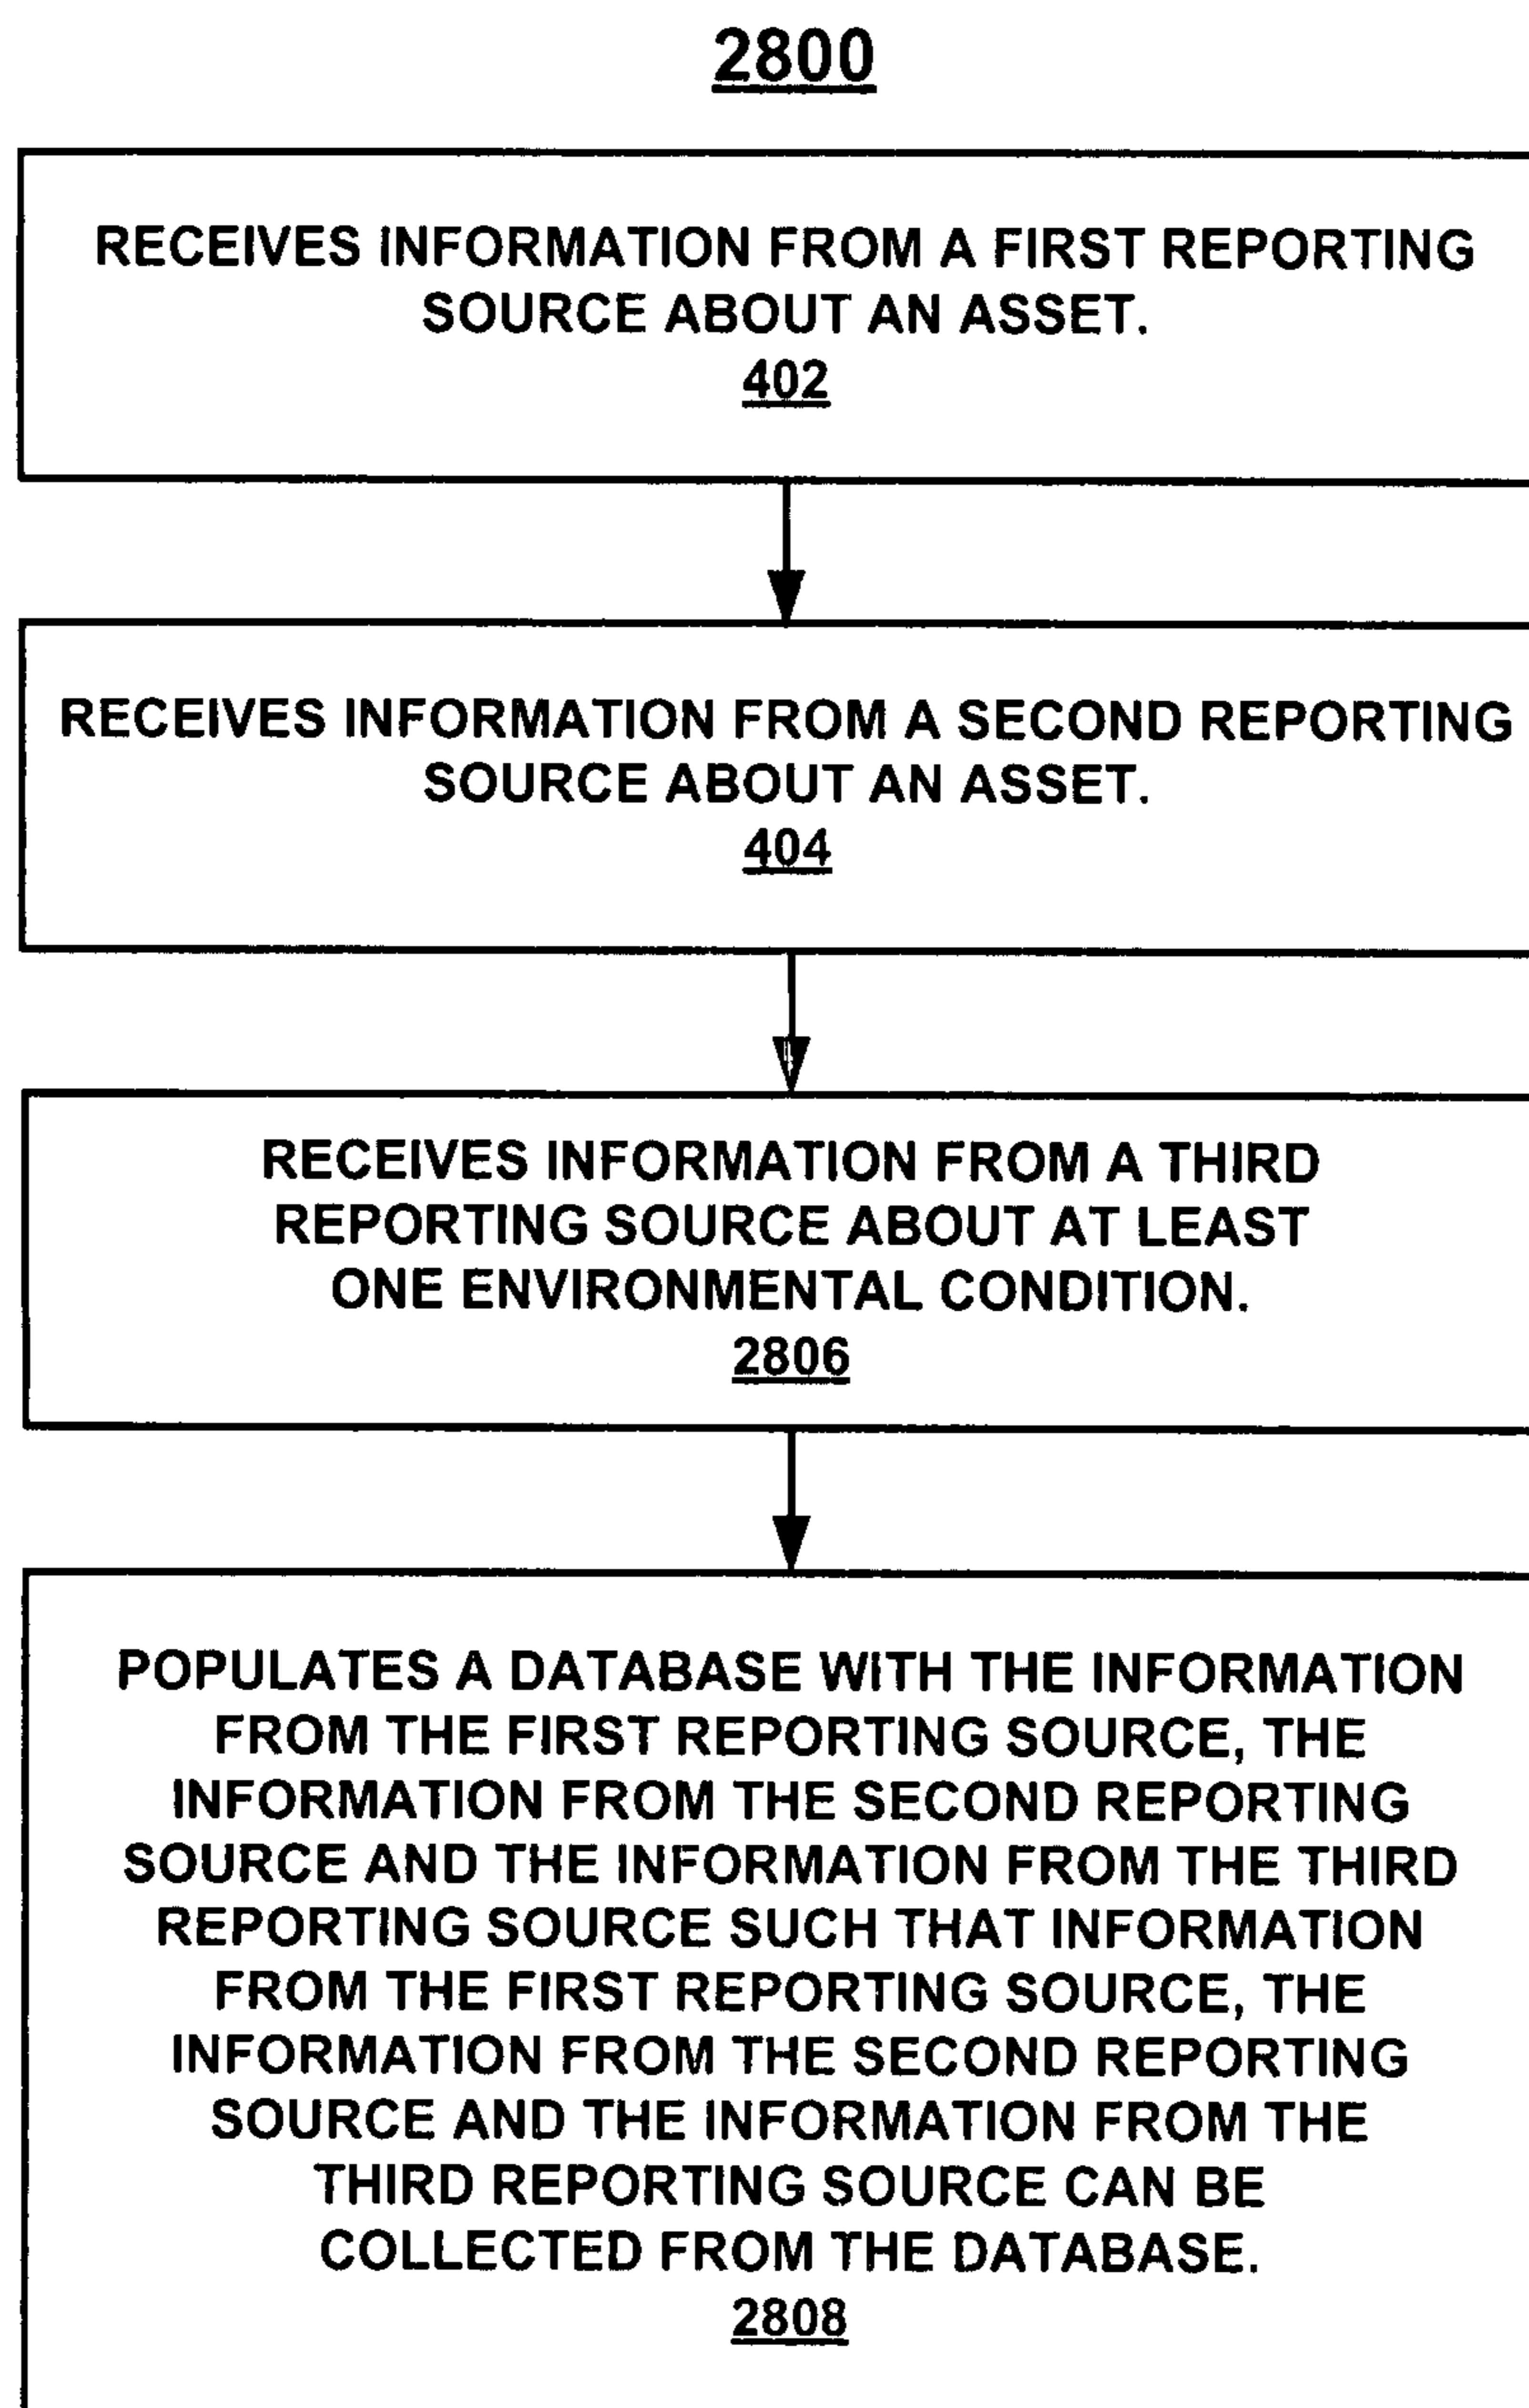 2800
RECEIVES INFORMATION FROM A FIRST REPORTING
SOURCE ABOUT AN ASSET.
402
RECEIVES INFORMATION FROM A SECOND REPORTING
SOURCE ABOUT AN ASSET.
404
RECEIVES INFORMATION FROM A THIRD
REPORTING SOURCE ABOUT AT LEAST
ONE ENVIRONMENTAL CONDITION.
2806
POPULATES A DATABASE WITH THE INFORMATION
FROM THE FIRST REPORTING SOURCE, THE
INFORMATION FROM THE SECOND REPORTING
SOURCE AND THE INFORMATION FROM THE THIRD
REPORTING SOURCE SUCH THAT INFORMATION
FROM THE FIRST REPORTING SOURCE, THE
INFORMATION FROM THE SECOND REPORTING
SOURCE AND THE INFORMATION FROM THE
THIRD REPORTING SOURCE CAN BE
COLLECTED FROM THE DATABASE.
2808